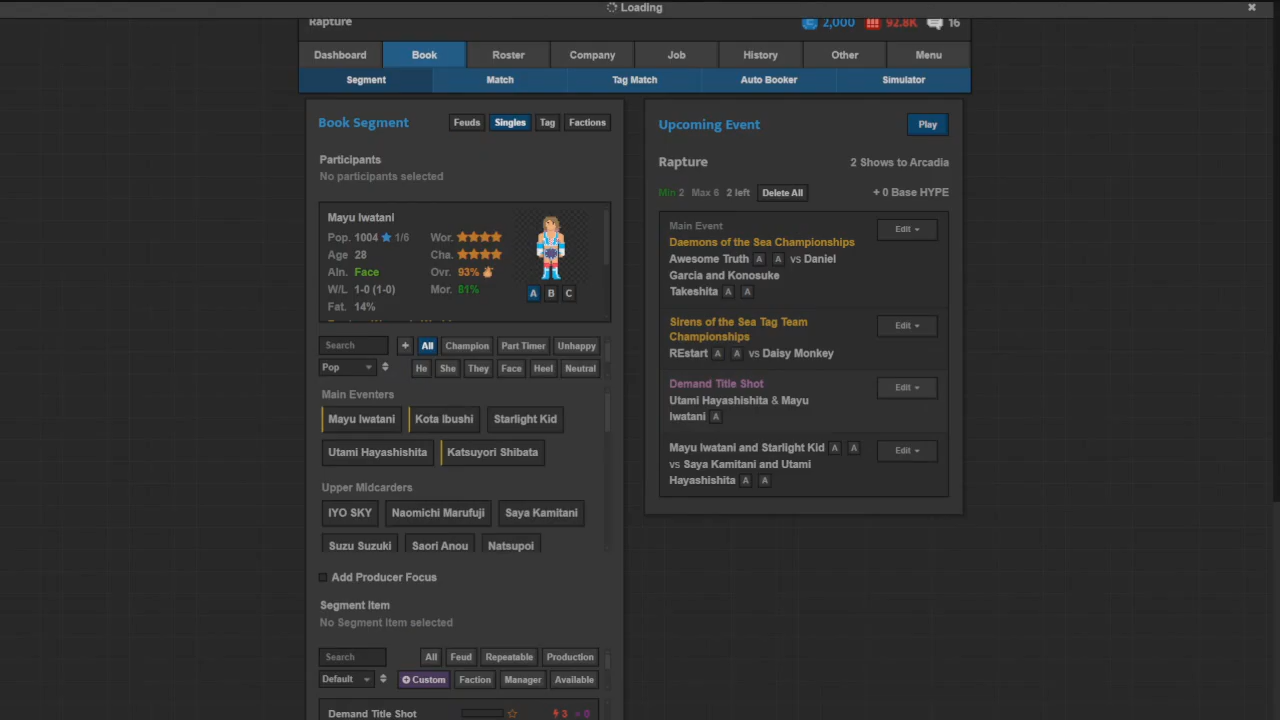 Loading
Rapture
2,000 92.8K 16
Dashboard Book Roster Company Job History Other Menu
Segment Match Tag Match Auto Booker Simulator
Book Segment Feuds Singles Tag Factions
Participants
No participants selected
Mayu Iwatani
Pop. 1004 1/6 Wor.
Age 28 Cha.
Aln. Face Ovr. 93%
W/L 1-0 (1-0) Mor. 81% A B C
Fat. 14%
Search + All Champion Part Timer Unhappy
Pop He She They Face Heel Neutral
Main Eventers
Mayu Iwatani Kota Ibushi Starlight Kid
Utami Hayashishita Katsuyori Shibata
Upper Midcarders
IYO SKY Naomichi Marufuji Saya Kamitani
Suzu Suzuki Saori Anou Natsupoi
Add Producer Focus
Segment Item
No Segment Item selected
Search All Feud Repeatable Production
Default Custom Faction Manager Available
Demand Title Shot 3 0
Upcoming Event Play
Rapture 2 Shows to Arcadia
Min 2 Max 6 2 left Delete All + 0 Base HYPE
Main Event Edit
Daemons of the Sea Championships
Awesome Truth A A vs Daniel
Garcia and Konosuke
Takeshita A A
Sirens of the Sea Tag Team Edit
Championships
REstart A A vs Daisy Monkey
Demand Title Shot Edit
Utami Hayashishita & Mayu
Iwatani A
Mayu Iwatani and Starlight Kid A A Edit
vs Saya Kamitani and Utami
Hayashishita A A